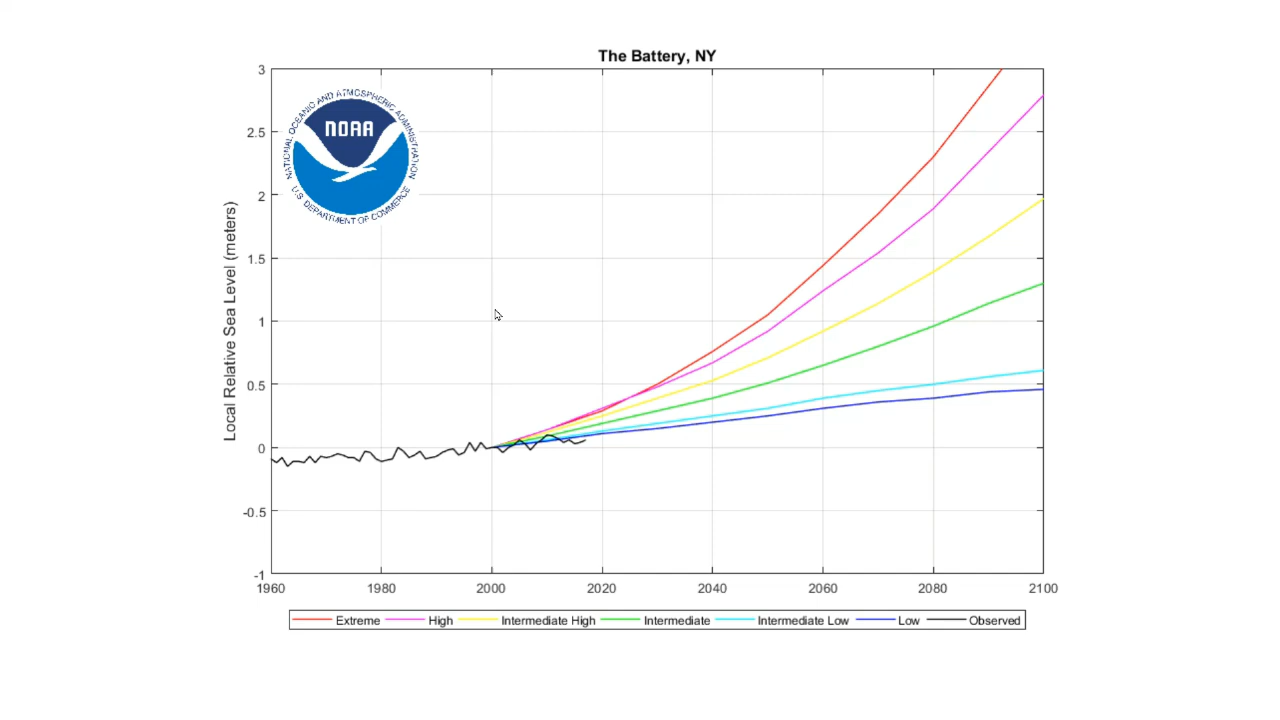 The Battery, NY
3
2.5
2
1.5
1
0.5
0
-0.5
-1
Local Relative Sea Level (meters)
NATIONAL OCEANIC AND ATMOSPHERIC ADMINISTRATION
NOAA
U.S. DEPARTMENT OF COMMERCE
1960 1980 2000 2020 2040 2060 2080 2100
Extreme High Intermediate High Intermediate Intermediate Low Low Observed